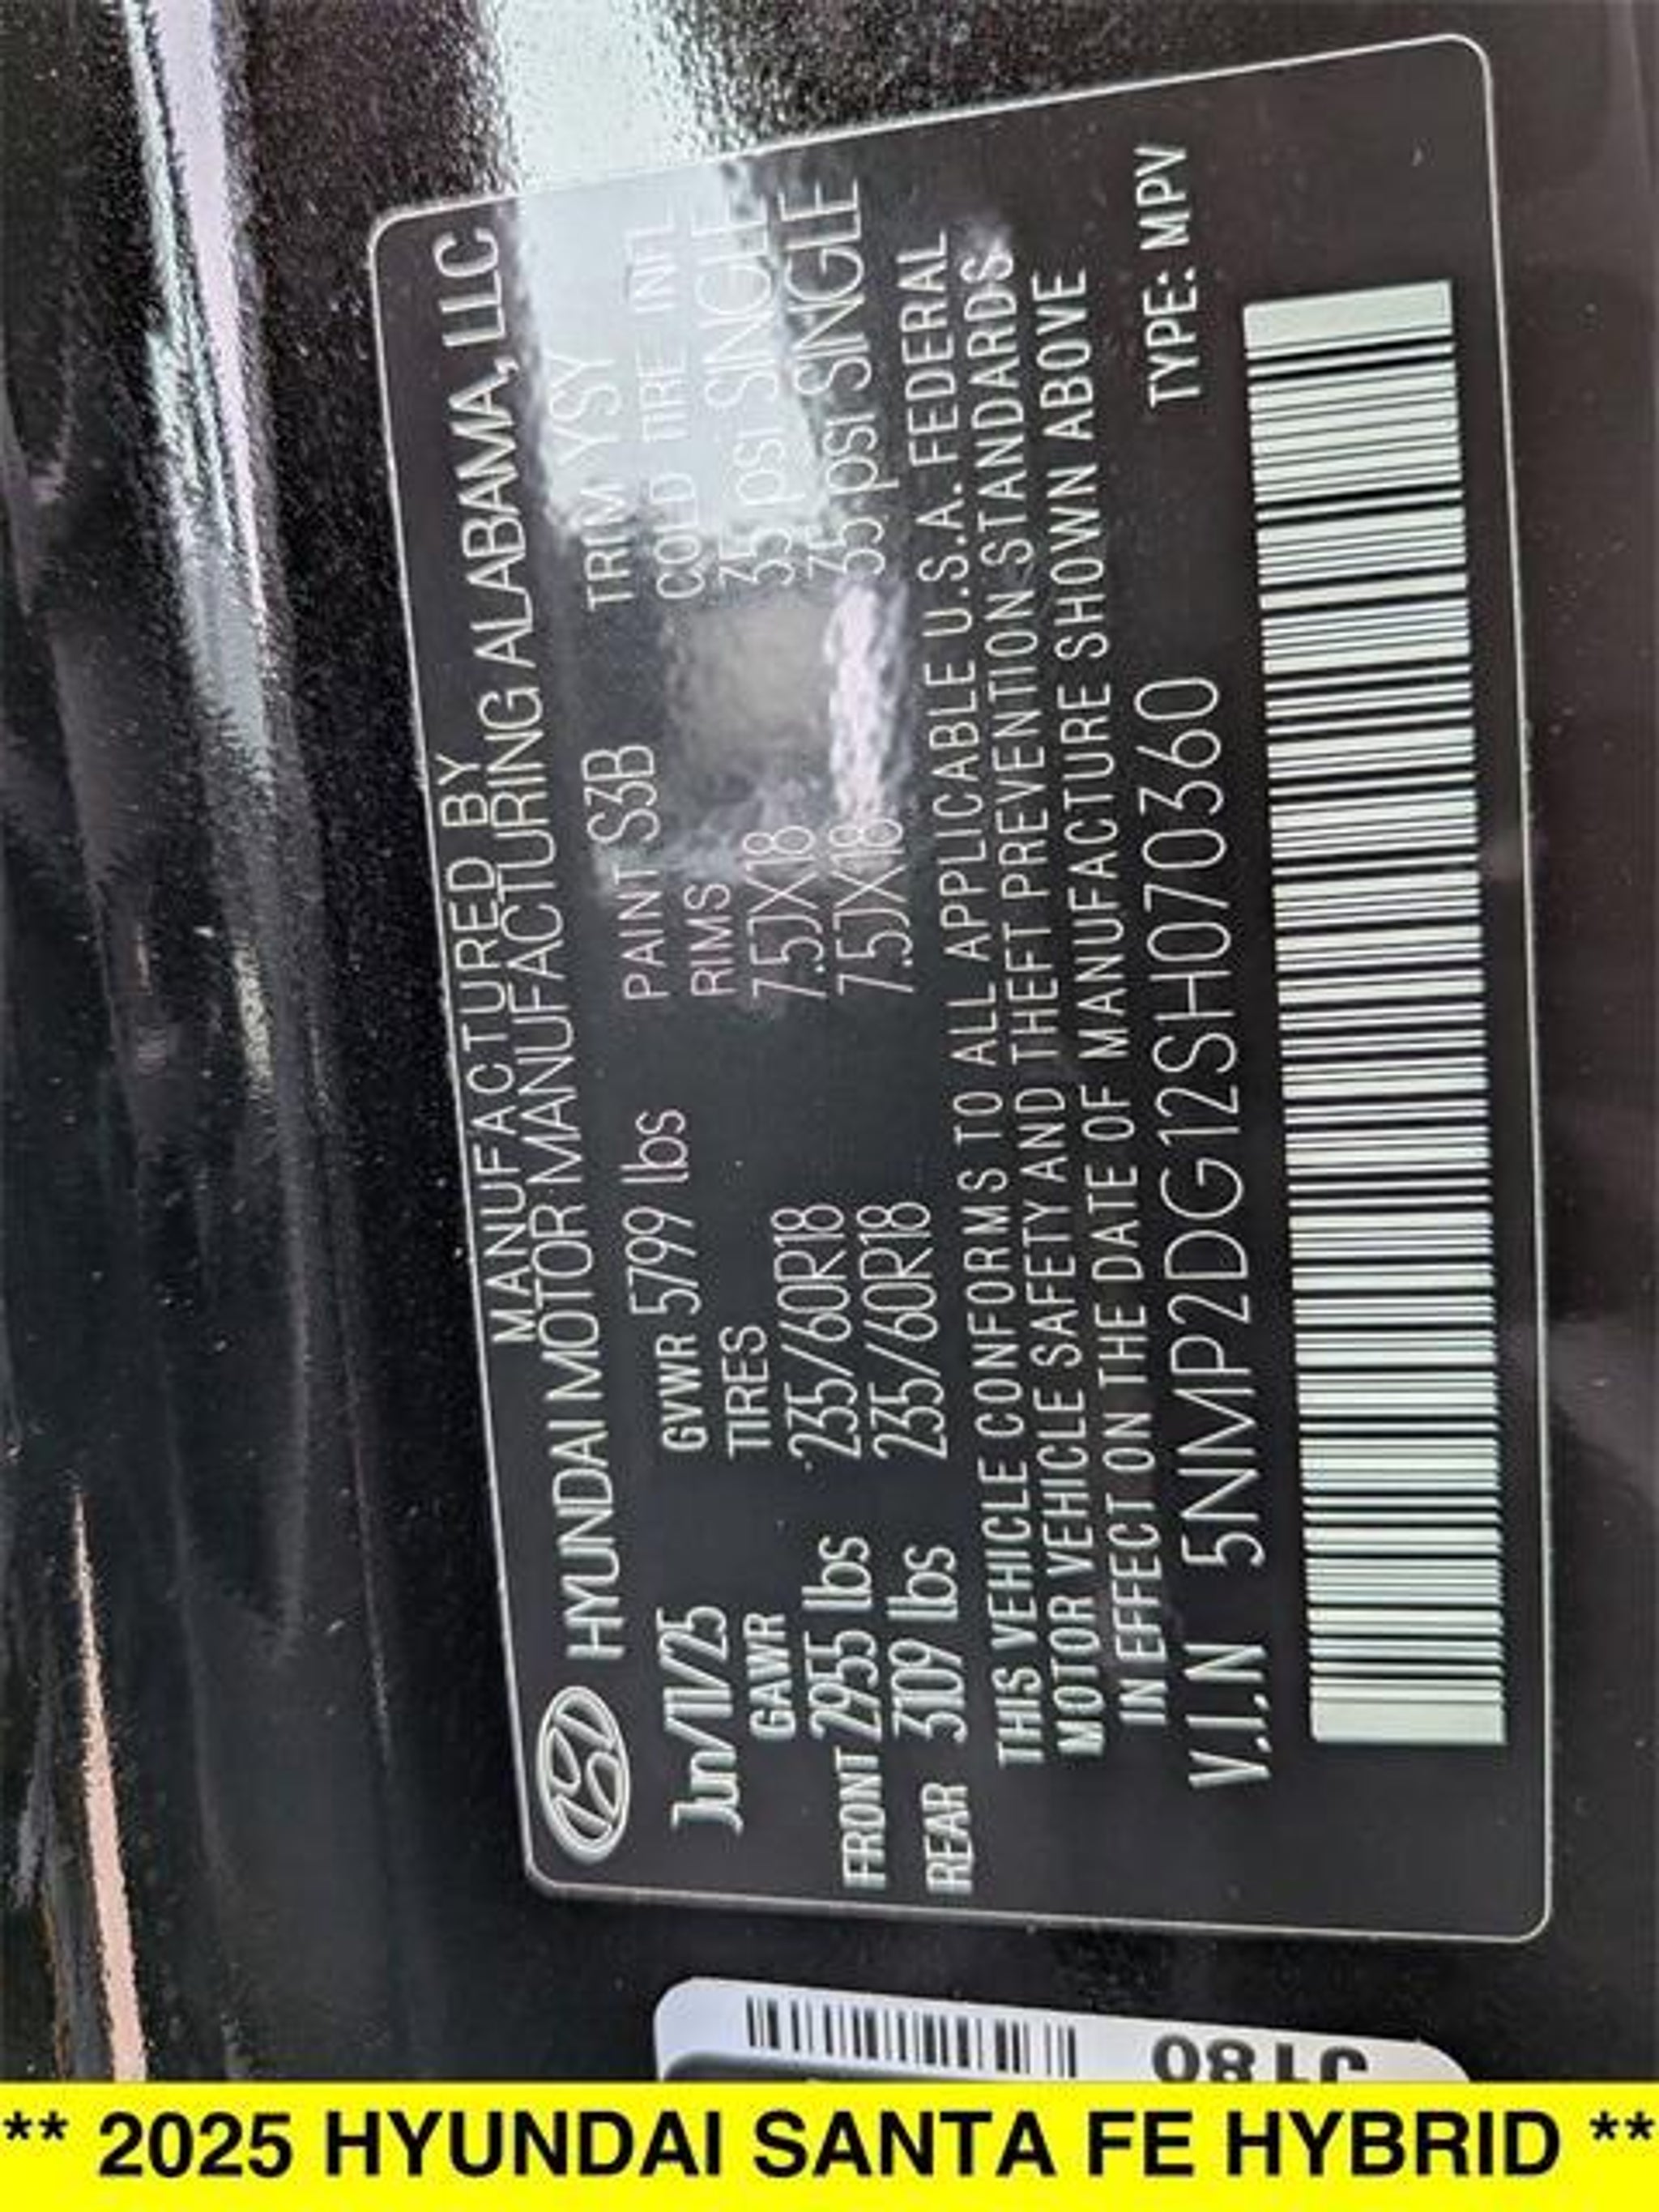 MANUFACTURED BY
HYUNDAI MOTOR MANUFACTURING ALABAMA, LLC
Jun/11/25 GVWR 5799 lbs PAINT S3B TRIM YSY
GAWR TIRES RIMS COLD TIRE INFL
FRONT 2955 lbs 235/60R18 7.5JX18 35 psi SINGLE
REAR 3109 lbs 235/60R18 7.5JX18 35 psi SINGLE
THIS VEHICLE CONFORMS TO ALL APPLICABLE U.S.A. FEDERAL
MOTOR VEHICLE SAFETY AND THEFT PREVENTION STANDARDS
IN EFFECT ON THE DATE OF MANUFACTURE SHOWN ABOVE
V.I.N 5NMP2DG12SH070360 TYPE: MPV
** 2025 HYUNDAI SANTA FE HYBRID **